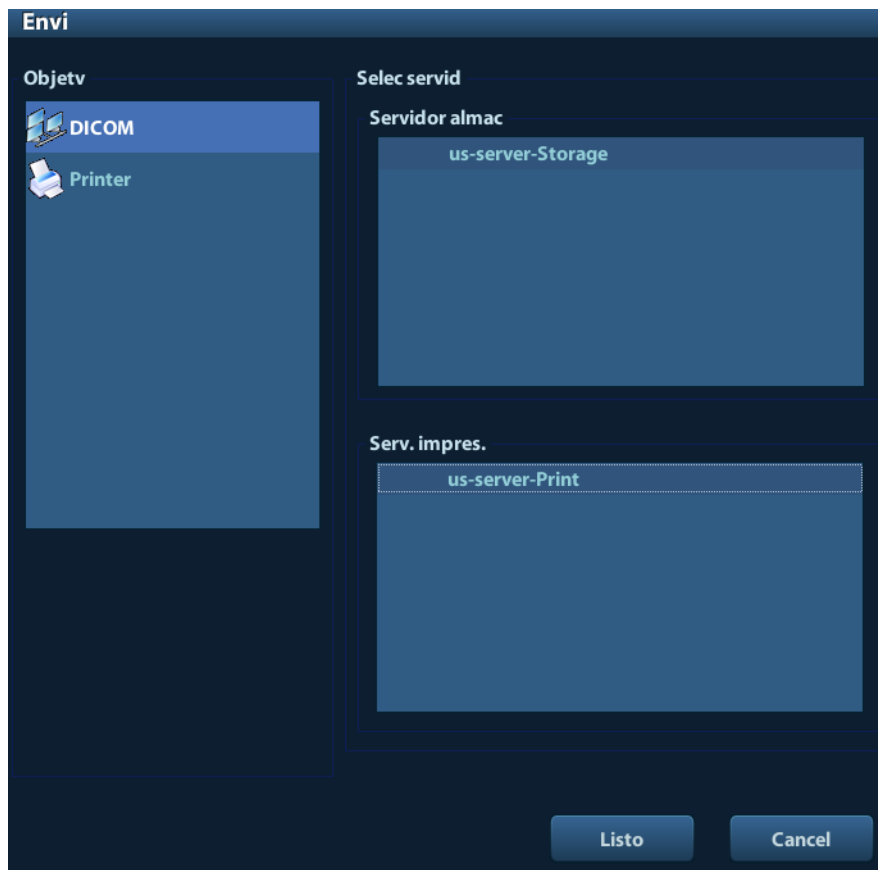 Envi
Objetv
DICOM
Printer
Selec servid
Servidor almac
us-server-Storage
Serv. impres.
us-server-Print
Listo
Cancel